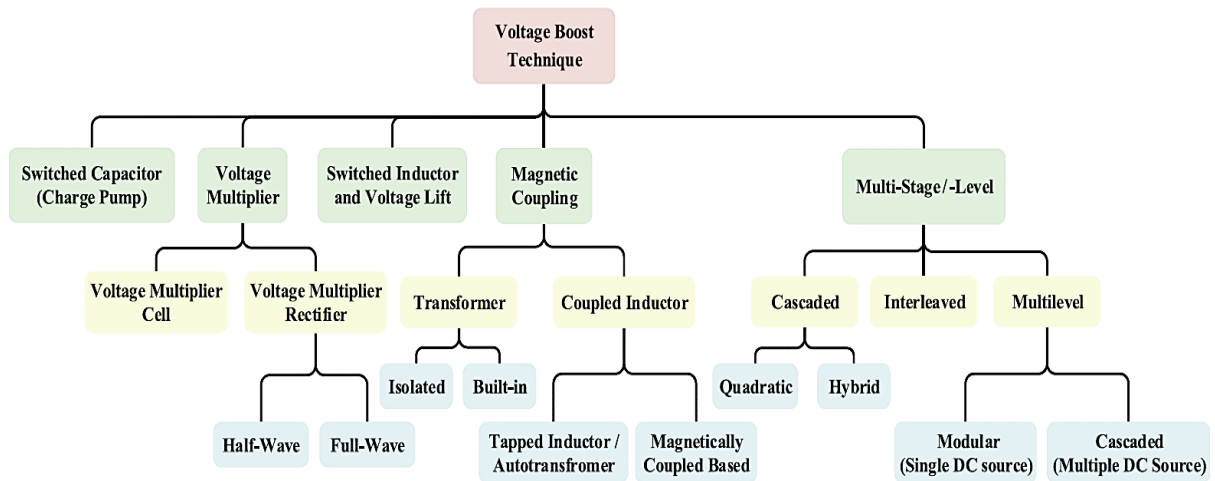 Voltage Boost
Technique
Switched Capacitor
(Charge Pump)
Voltage
Multiplier
Switched Inductor
and Voltage Lift
Magnetic
Coupling
Multi-Stage/-Level
Voltage Multiplier
Cell
Voltage Multiplier
Rectifier
Transformer
Coupled Inductor
Cascaded
Interleaved
Multilevel
Isolated
Built-in
Quadratic
Hybrid
Half-Wave
Full-Wave
Tapped Inductor /
Autotransfromer
Magnetically
Coupled Based
Modular
(Single DC source)
Cascaded
(Multiple DC Source)